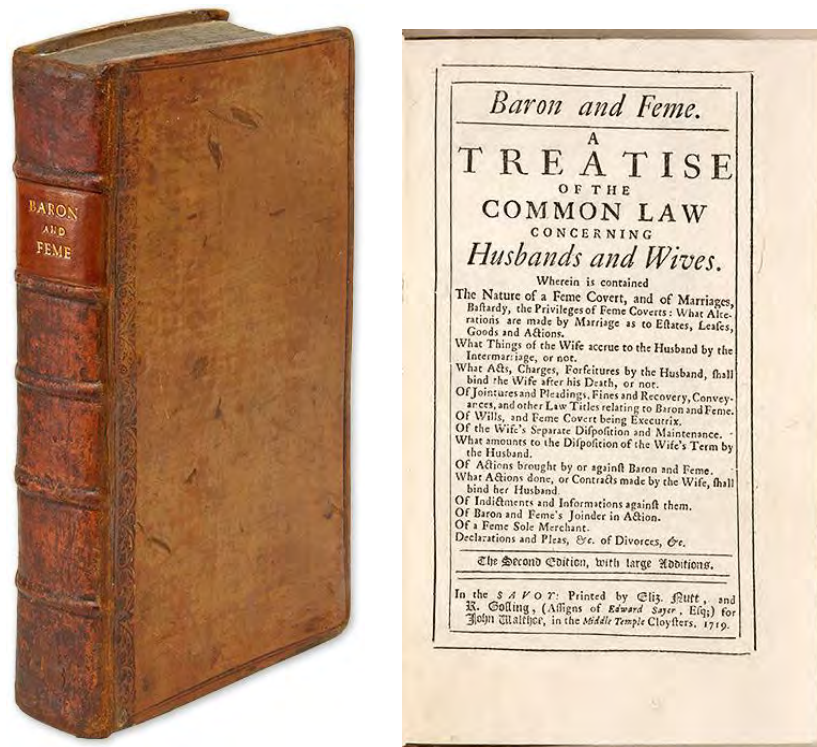 BARON
AND
FEME
Baron and Feme.
A
TREATISE
OF THE
COMMON LAW
CONCERNING
Husbands and Wives.
Wherein is contained
The Nature of a Feme Covert, and of Marriages,
Baſtardy, the Privileges of Feme Coverts: What Alte-
rations are made by Marriage as to Eſtates, Leaſes,
Goods and Actions.
What Things of the Wife accrue to the Husband by the
Intermarriage, or not.
What Acts, Charges, Forfeitures by the Husband, ſhall
bind the Wife after his Death, or not.
Of Jointures and Pleadings, Fines and Recovery, Convey-
ances, and other Law Titles relating to Baron and Feme.
Of Wills, and Feme Covert being Executrix.
Of the Wife's Separate Diſpoſition and Maintenance.
What amounts to the Diſpoſition of the Wife's Term by
the Husband.
Of Actions brought by or againſt Baron and Feme.
What Actions done, or Contracts made by the Wife, ſhall
bind her Husband.
Of Indictments and Informations againſt them.
Of Baron and Feme's Joinder in Action.
Of a Feme Sole Merchant.
Declarations and Pleas, &c. of Divorces, &c.
The Second Edition, with large Additions.
In the SAVOY: Printed by Eliz. Nutt, and
R. Goſling, (Aſſigns of Edward Sayer, Eſq;) for
John Walthoe, in the Middle Temple Cloyſters, 1719.